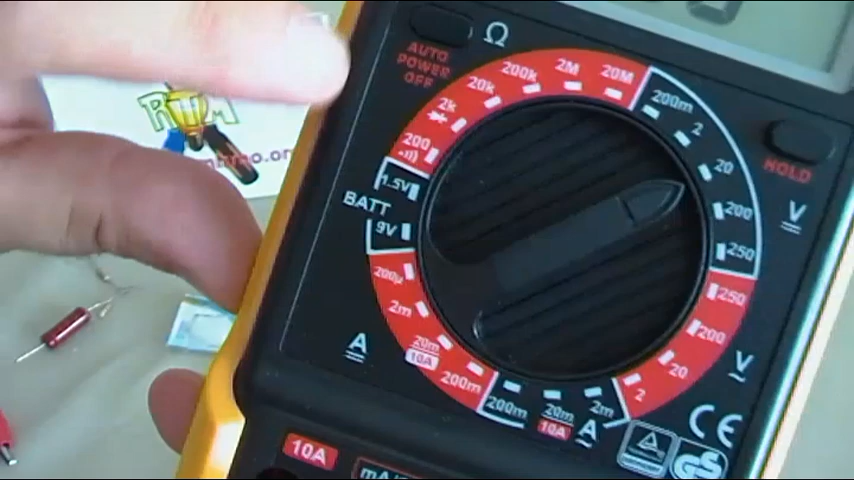 Ω
AUTO
POWER
OFF
200
2k
20k
200k
2M
20M
200m
2
20
200
250
HOLD
V
1.5V
BATT
9V
200µ
2m
20m
10A
200m
A
250
200
20
2
V
200m
20m
10A
2m
A
CE
GS
10A
RTM